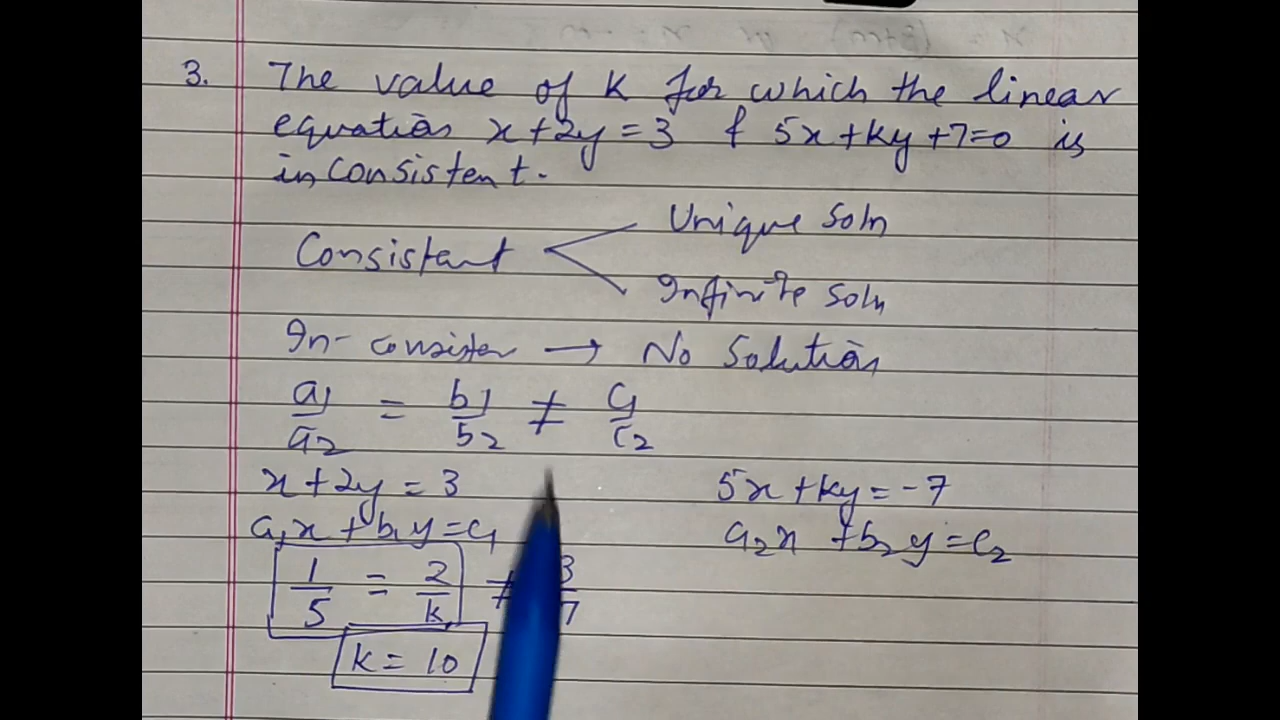 3. The value of K for which the linear
equation x+2y=3 & 5x+ky+7=0 is
inconsistent.
Unique Soln
Consistent
Infinite Soln
In-consisten → No Solution
a1/a2 = b1/b2 ≠ c1/c2
x+2y=3 5x+ky=-7
a1x+b1y=c1 a2x+b2y=c2
1/5 = 2/k ≠
k=10